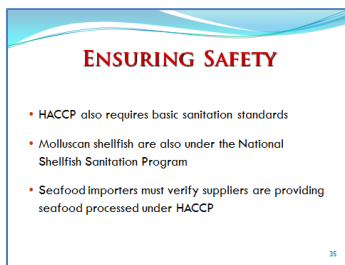 ENSURING SAFETY
• HACCP also requires basic sanitation standards
• Molluscan shellfish are also under the National
Shellfish Sanitation Program
• Seafood importers must verify suppliers are providing
seafood processed under HACCP
35